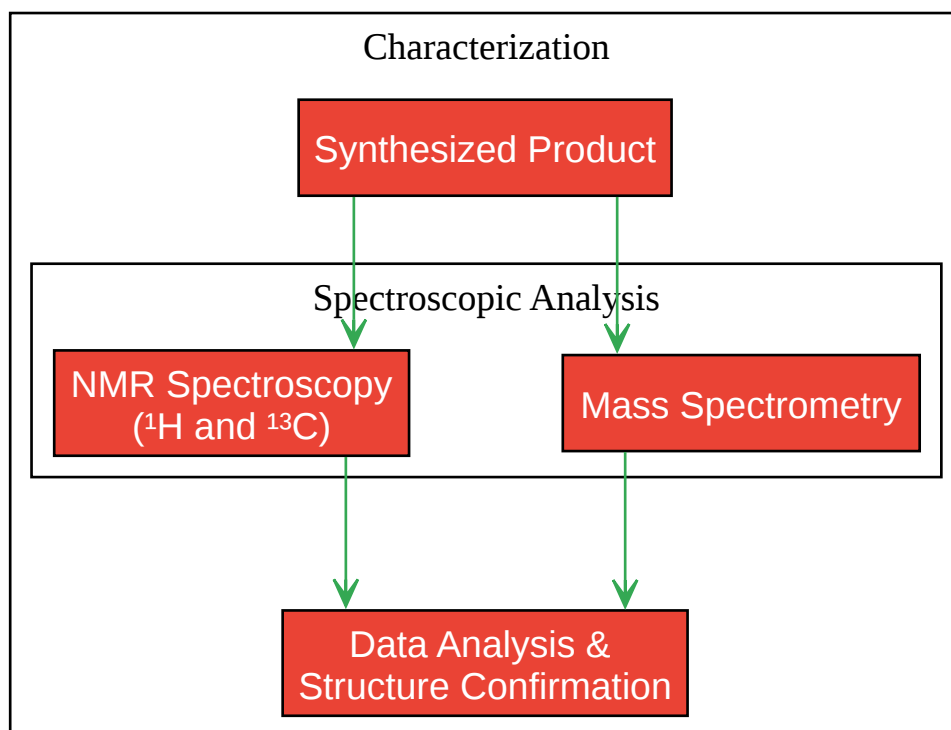 Characterization
Synthesized Product
Spectroscopic Analysis
NMR Spectroscopy
(¹H and ¹³C)
Mass Spectrometry
Data Analysis &
Structure Confirmation